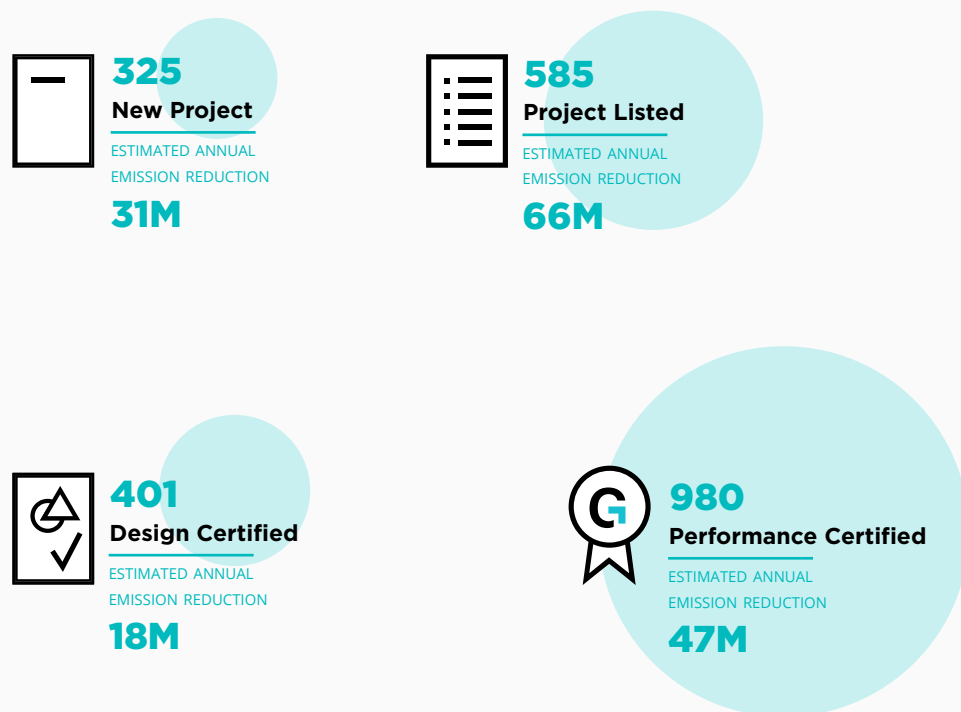 325
New Project
ESTIMATED ANNUAL
EMISSION REDUCTION
31M
585
Project Listed
ESTIMATED ANNUAL
EMISSION REDUCTION
66M
401
Design Certified
ESTIMATED ANNUAL
EMISSION REDUCTION
18M
G
980
Performance Certified
ESTIMATED ANNUAL
EMISSION REDUCTION
47M